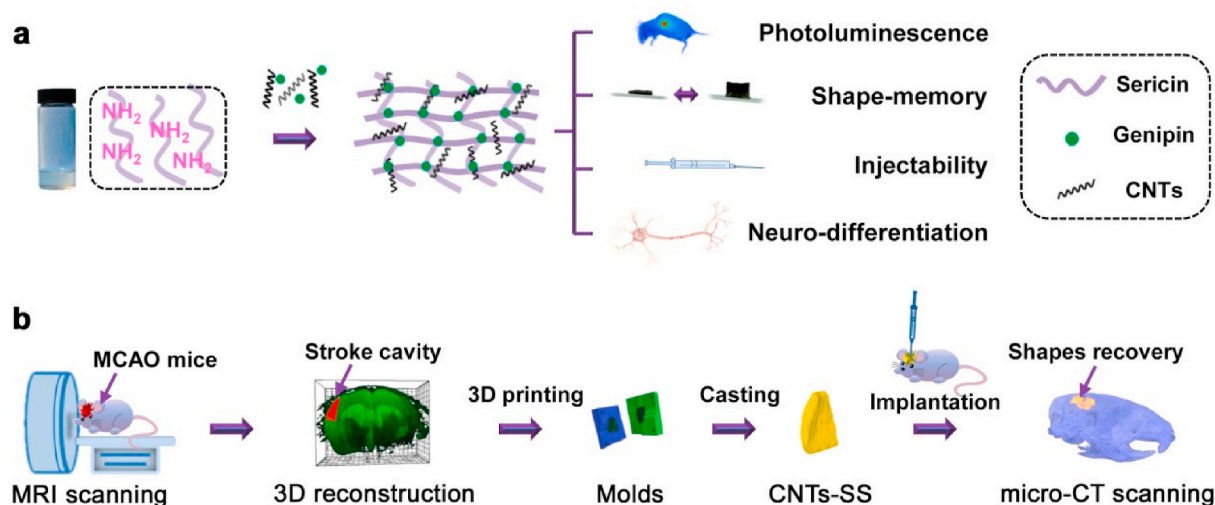 a
NH2
NH2
NH2
NH2
Photoluminescence
Shape-memory
Injectability
Neuro-differentiation
Sericin
Genipin
CNTs
b
MCAO mice
MRI scanning
Stroke cavity
3D reconstruction
3D printing
Molds
Casting
CNTs-SS
Implantation
Shapes recovery
micro-CT scanning